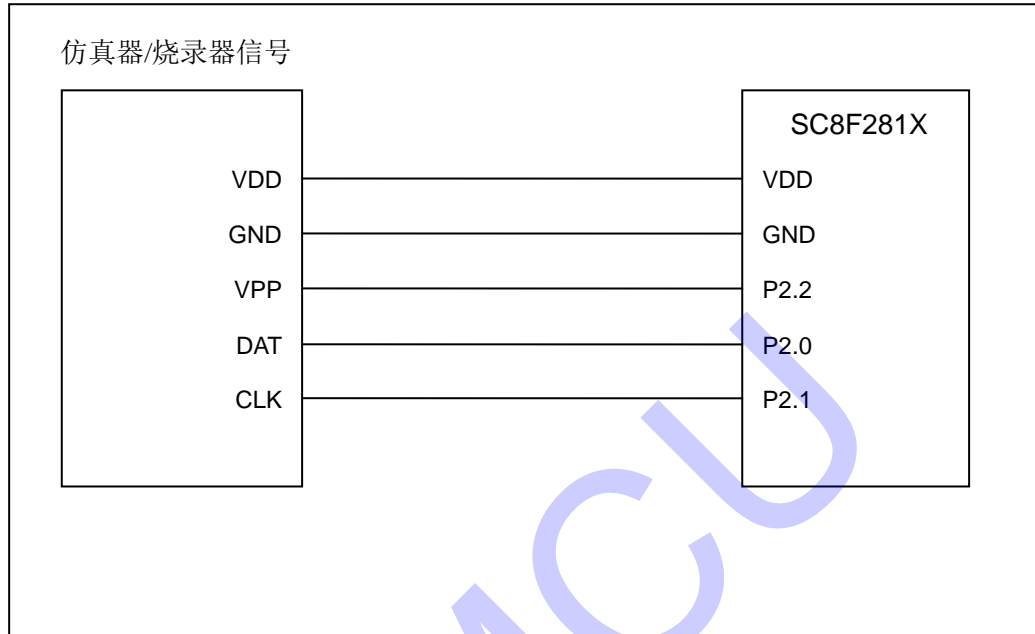 仿真器/烧录器信号
SC8F281X
VDD
VDD
GND
GND
VPP
P2.2
DAT
P2.0
CLK
P2.1
MCU